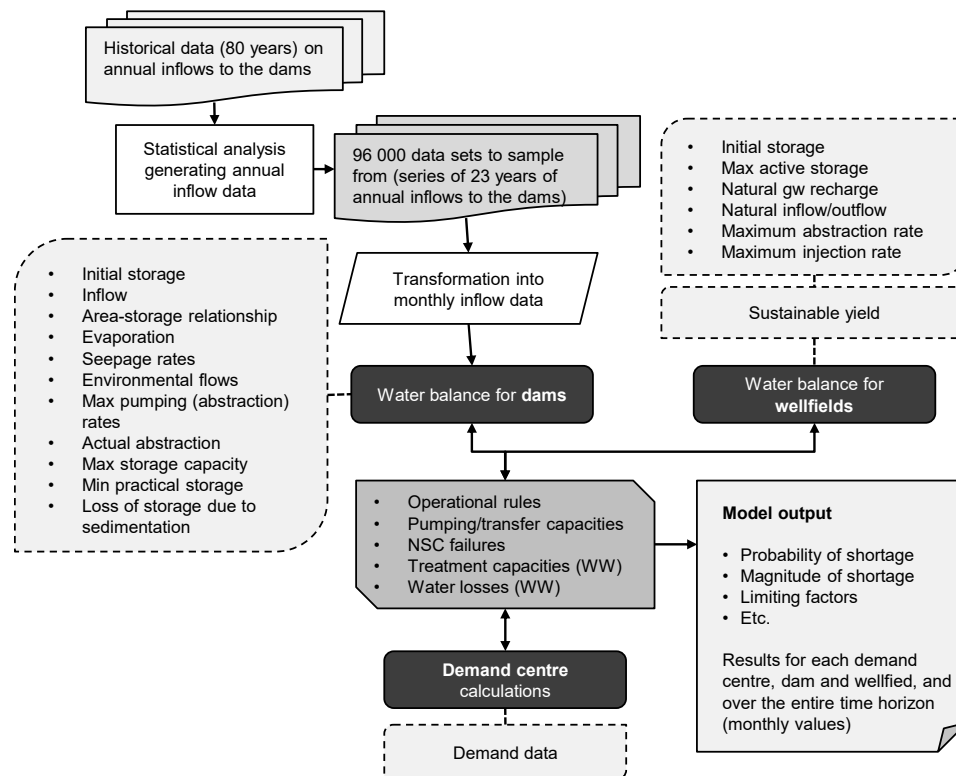 Historical data (80 years) on
annual inflows to the dams
Statistical analysis
generating annual
inflow data
96 000 data sets to sample
from (series of 23 years of
annual inflows to the dams)
• Initial storage
• Max active storage
• Natural gw recharge
• Natural inflow/outflow
• Maximum abstraction rate
• Maximum injection rate
Transformation into
monthly inflow data
• Initial storage
• Inflow
• Area-storage relationship
• Evaporation
• Seepage rates
• Environmental flows
• Max pumping (abstraction)
rates
• Actual abstraction
• Max storage capacity
• Min practical storage
• Loss of storage due to
sedimentation
Sustainable yield
Water balance for dams
Water balance for
wellfields
• Operational rules
• Pumping/transfer capacities
• NSC failures
• Treatment capacities (WW)
• Water losses (WW)
Model output
• Probability of shortage
• Magnitude of shortage
• Limiting factors
• Etc.
Results for each demand
centre, dam and wellfied, and
over the entire time horizon
(monthly values)
Demand centre
calculations
Demand data